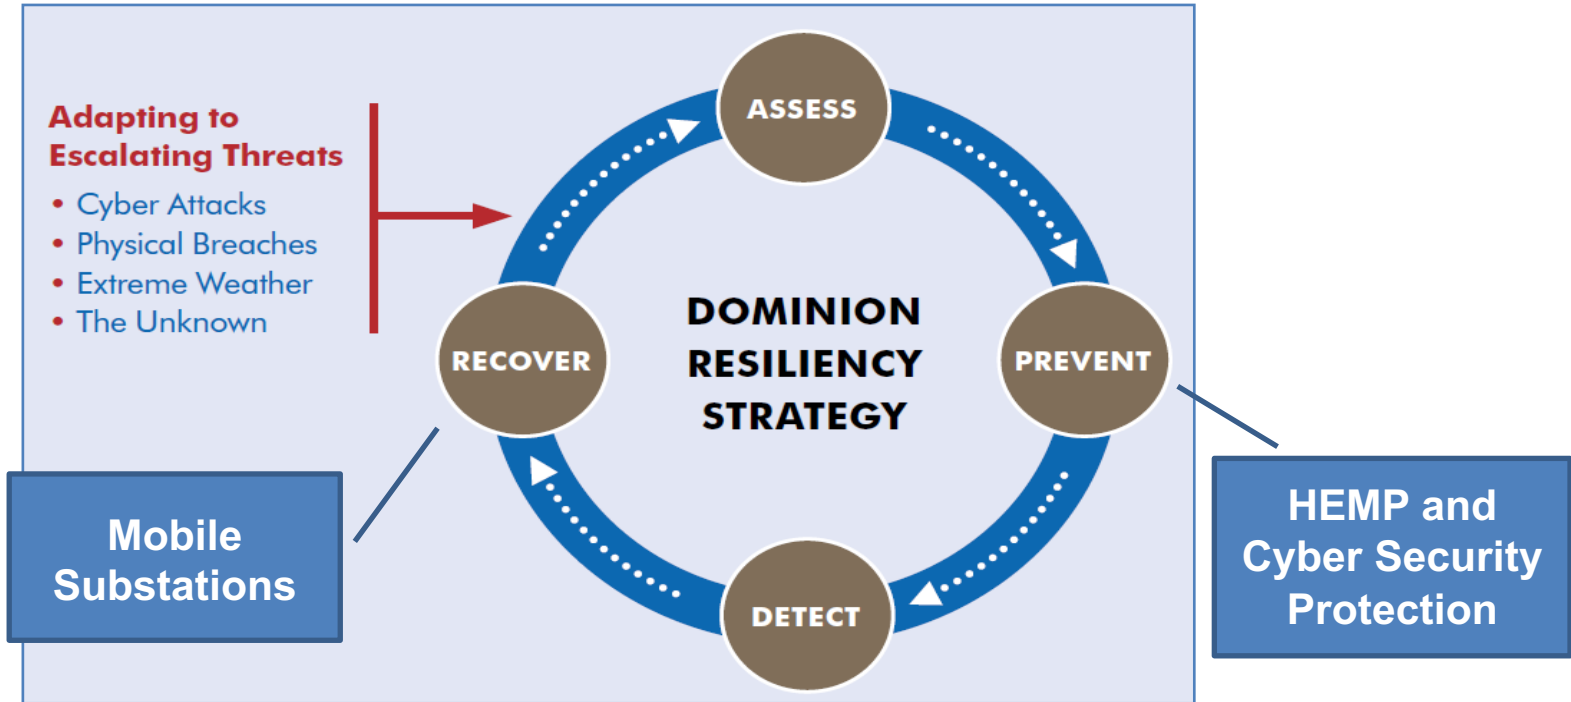 Adapting to
Escalating Threats
• Cyber Attacks
• Physical Breaches
• Extreme Weather
• The Unknown
ASSESS
DOMINION
RESILIENCY
STRATEGY
RECOVER
PREVENT
DETECT
Mobile
Substations
HEMP and
Cyber Security
Protection